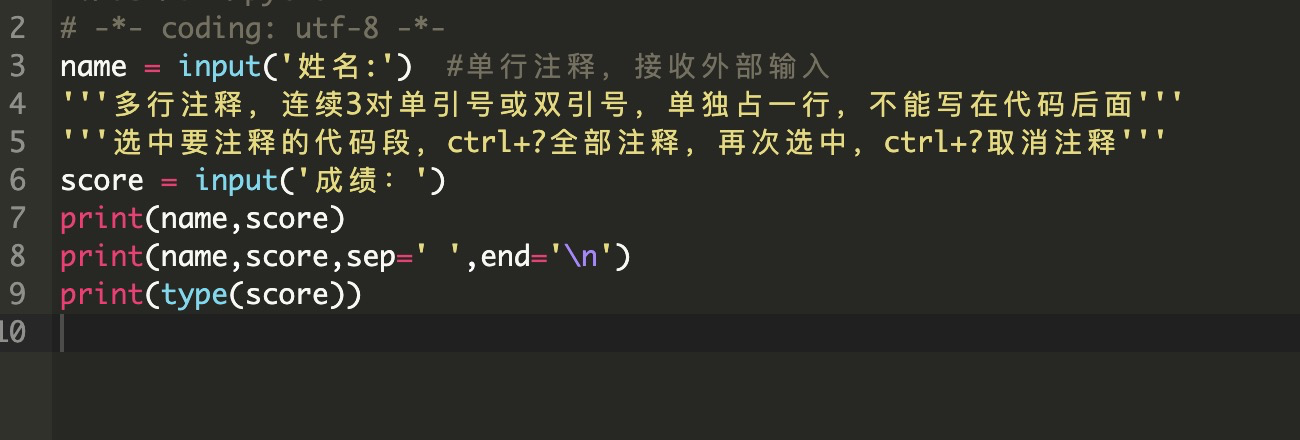 2 # -*- coding: utf-8 -*-
3 name = input('姓名:') #单行注释，接收外部输入
4 '''多行注释，连续3对单引号或双引号，单独占一行，不能写在代码后面'''
5 '''选中要注释的代码段，ctrl+?全部注释，再次选中，ctrl+?取消注释'''
6 score = input('成绩：')
7 print(name,score)
8 print(name,score,sep=' ',end='\n')
9 print(type(score))
10